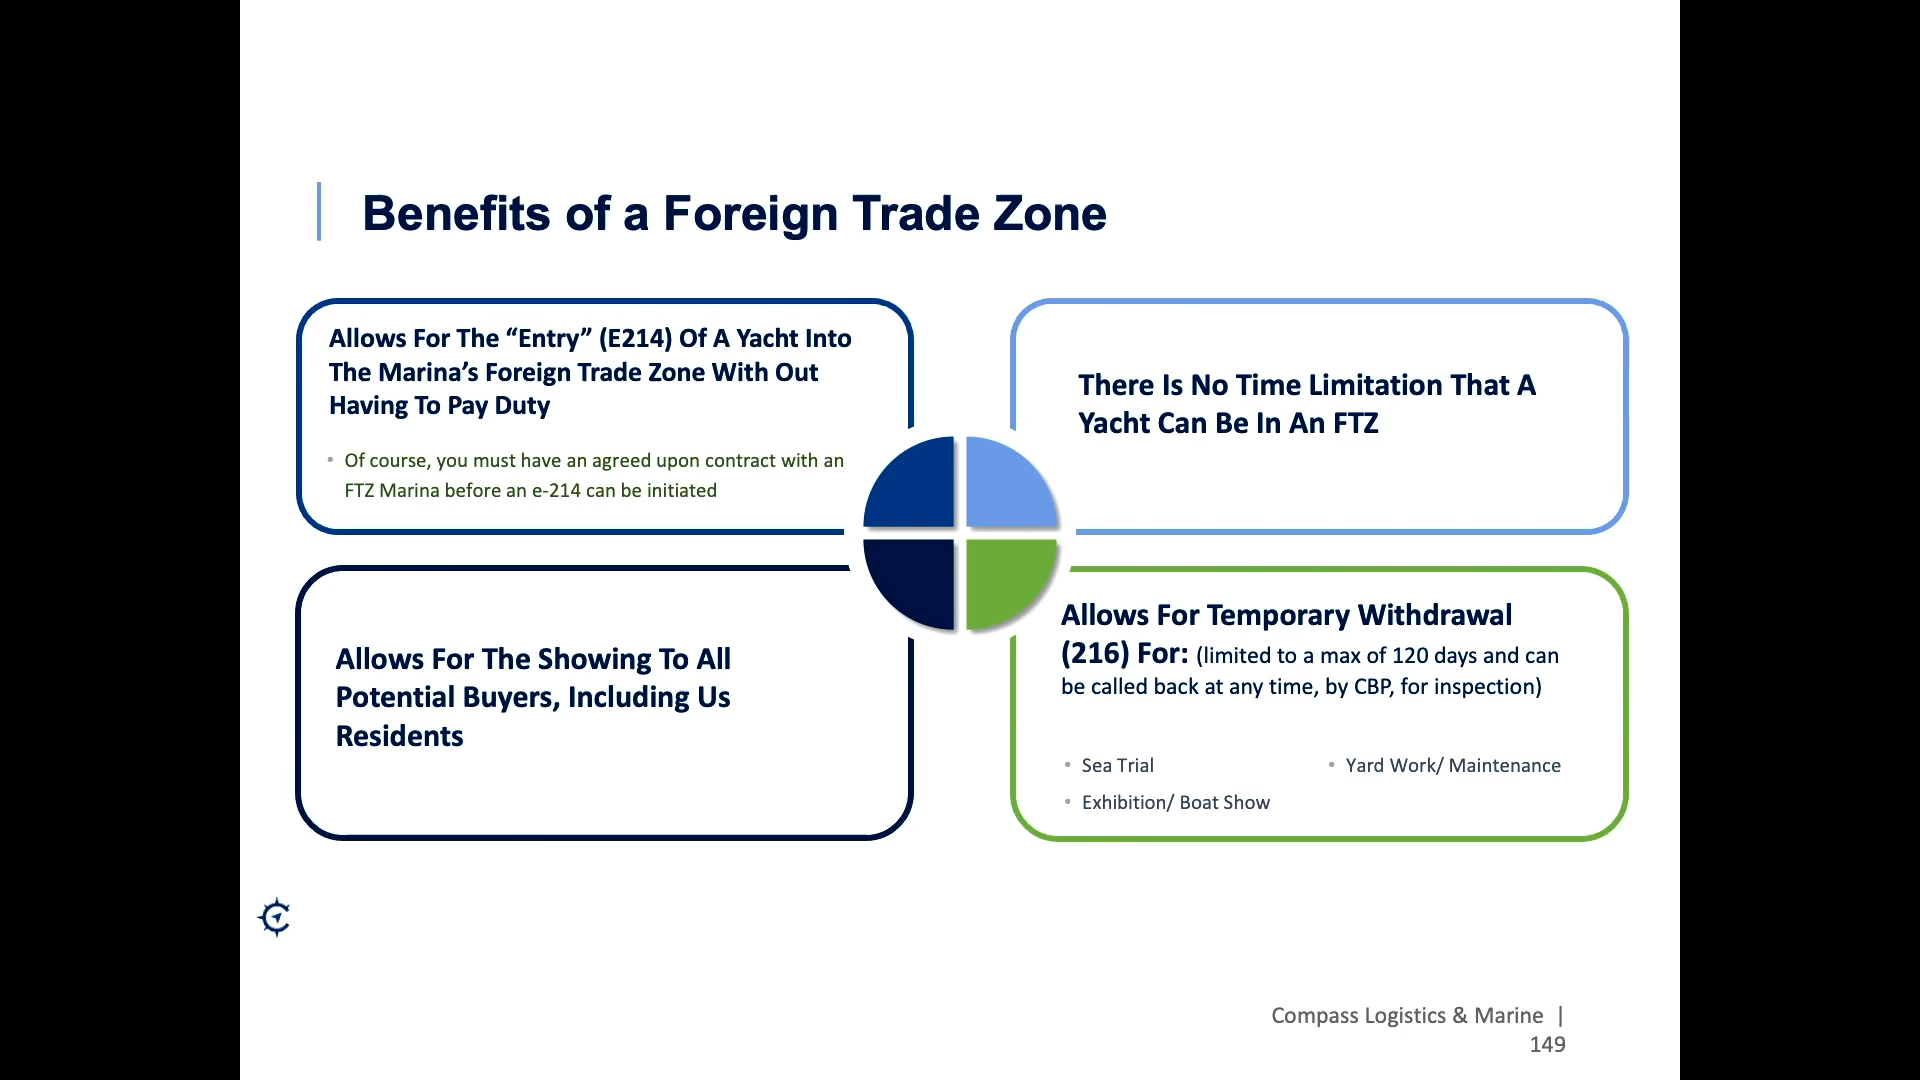 Benefits of a Foreign Trade Zone
Allows For The “Entry” (E214) Of A Yacht Into
The Marina’s Foreign Trade Zone With Out
Having To Pay Duty
• Of course, you must have an agreed upon contract with an
FTZ Marina before an e-214 can be initiated
There Is No Time Limitation That A
Yacht Can Be In An FTZ
Allows For The Showing To All
Potential Buyers, Including Us
Residents
Allows For Temporary Withdrawal
(216) For: (limited to a max of 120 days and can
be called back at any time, by CBP, for inspection)
• Sea Trial
• Exhibition/ Boat Show
• Yard Work/ Maintenance
Compass Logistics & Marine |
149